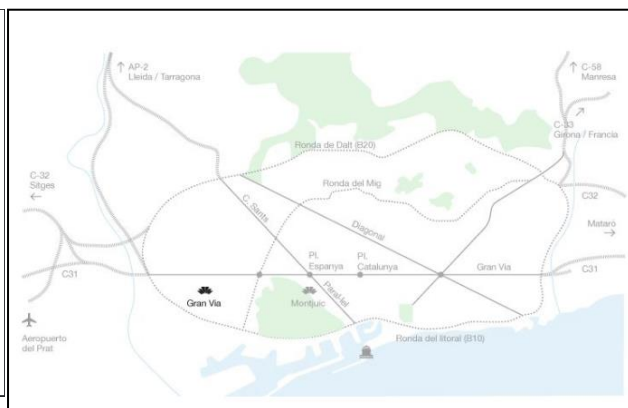 AP-2
Lleida / Tarragona
C-58
Manresa
C-33
Girona / Francia
Ronda de Dalt (B20)
C-32
Sitges
Ronda del Mig
C32
C. Sants
Diagonal
Mataró
Pl.
Espanya
Pl.
Catalunya
Gran Via
C31
C31
Paral·lel
Gran Via
Montjuic
Aeropuerto
del Prat
Ronda del litoral (B10)